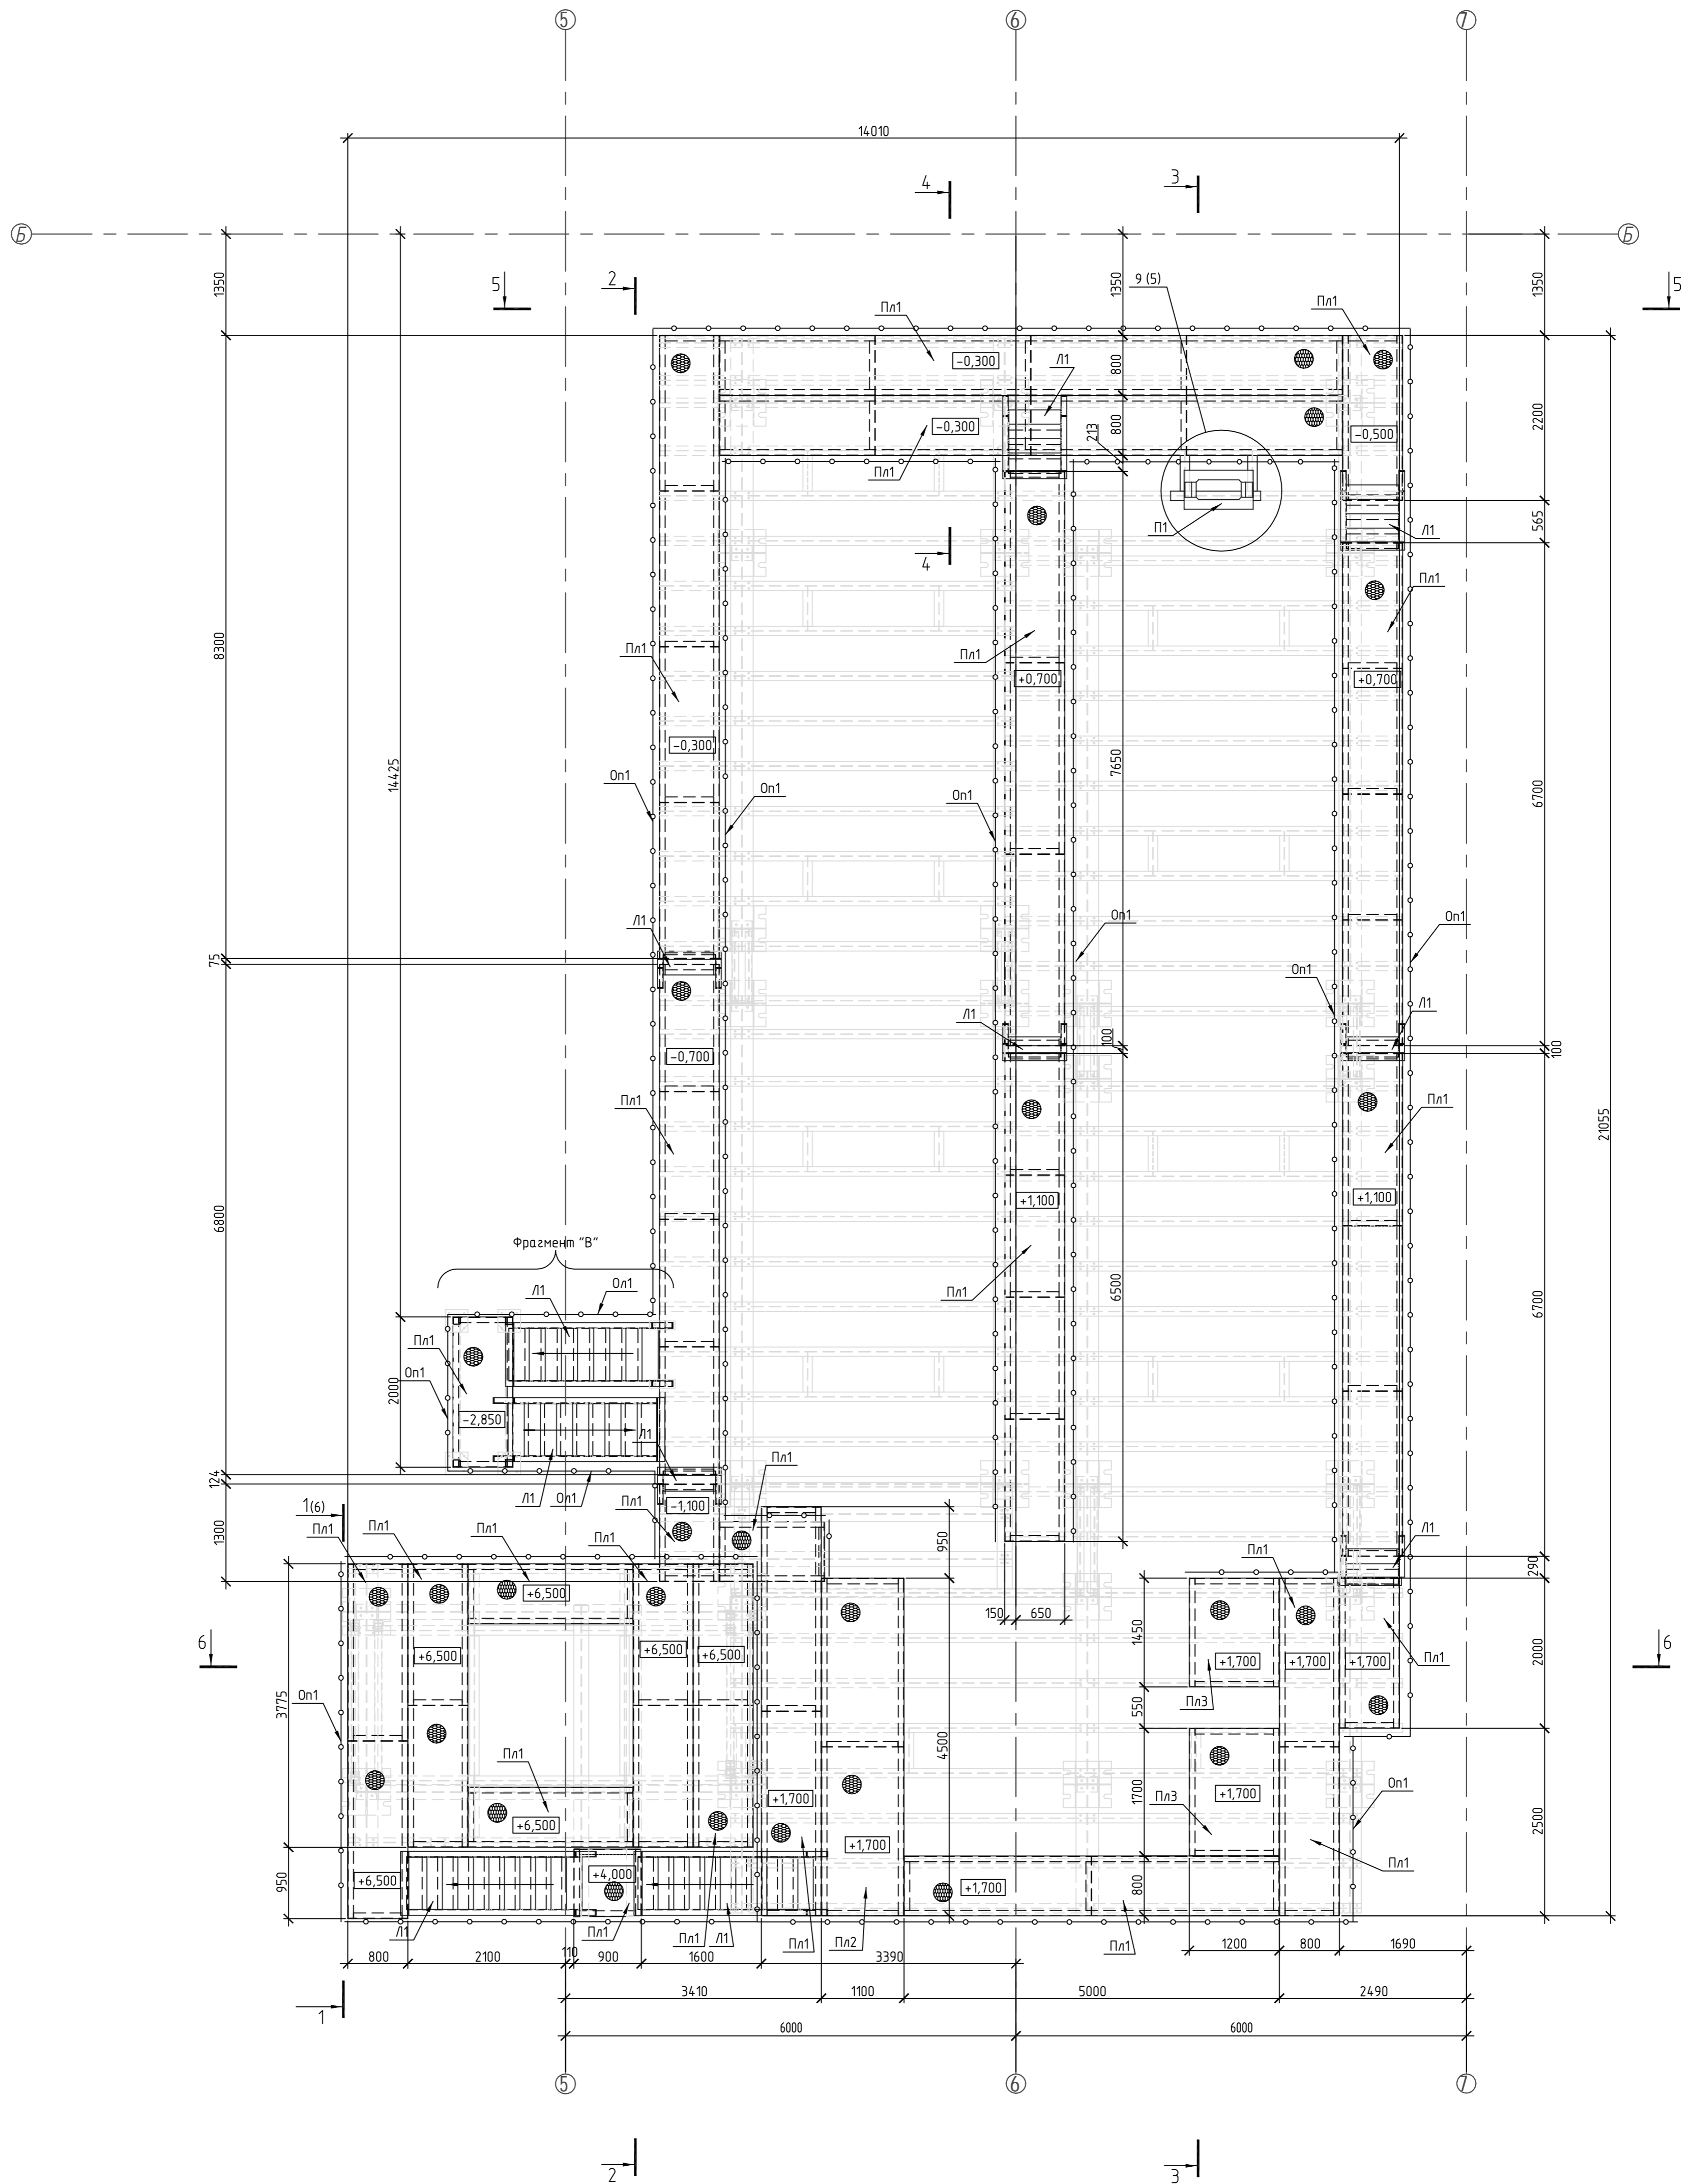 5 6 7
14010
4 3
Б Б
1350 1350 1350
5 2 9 (5) 5
Пл1 Пл1
-0,300 Л1 800
-0,300 213 800 -0,500 2200
Пл1
П1 Л1 565
4
Пл1
8300 Пл1 Пл1
+0,700 +0,700
-0,300
14425 7650 6700
Оп1 Оп1 Оп1
Л1 Оп1 Оп1
75 Оп1
Л1 Л1
-0,700 100 100
Пл1 Пл1
21055
+1,100 +1,100
6800
Фрагмент "В"
Л1 Ол1 Пл1 6500 6700
Пл1
Оп1
2000
-2,850
Л1
Пл1
124 Л1 Ол1 Пл1 -1,100
1(6)
1300 Пл1 Пл1 Пл1 Пл1 950 Пл1 Л1
290
+6,500
150 650
6 +6,500 +6,500 +6,500 1450 +1,700 +1,700 +1,700 Пл1 2000 6
Оп1 Пл3
3775 550
4500
Пл1 +1,700 Пл3 1700 +1,700 Оп1 2500
+6,500
+1,700
Пл1
950 +6,500 +4,000 +1,700 800
Л1 Пл1 Пл1 Л1 Пл1 Пл2 Пл1
800 2100 110 900 1600 3390 1200 800 1690
1 3410 1100 5000 2490
6000 6000
5 6 7
2 3